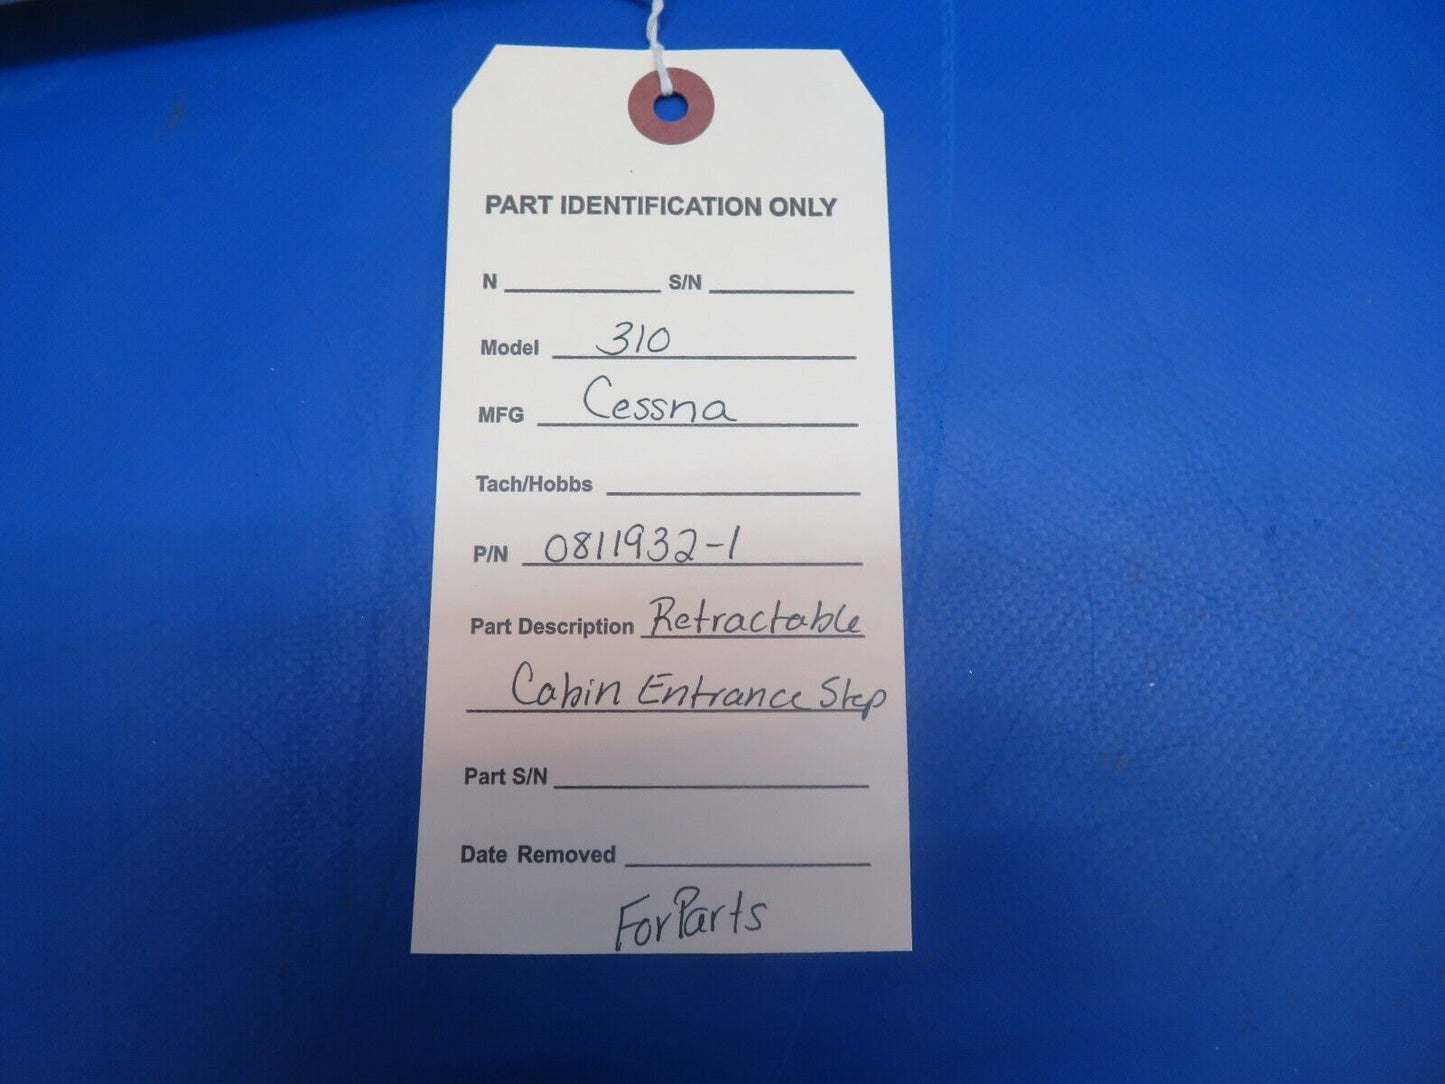 PART IDENTIFICATION ONLY
N S/N
Model 310
MFG Cessna
Tach/Hobbs
P/N 0811932-1
Part Description Retractable
Cabin Entrance Step
Part S/N
Date Removed
For Parts